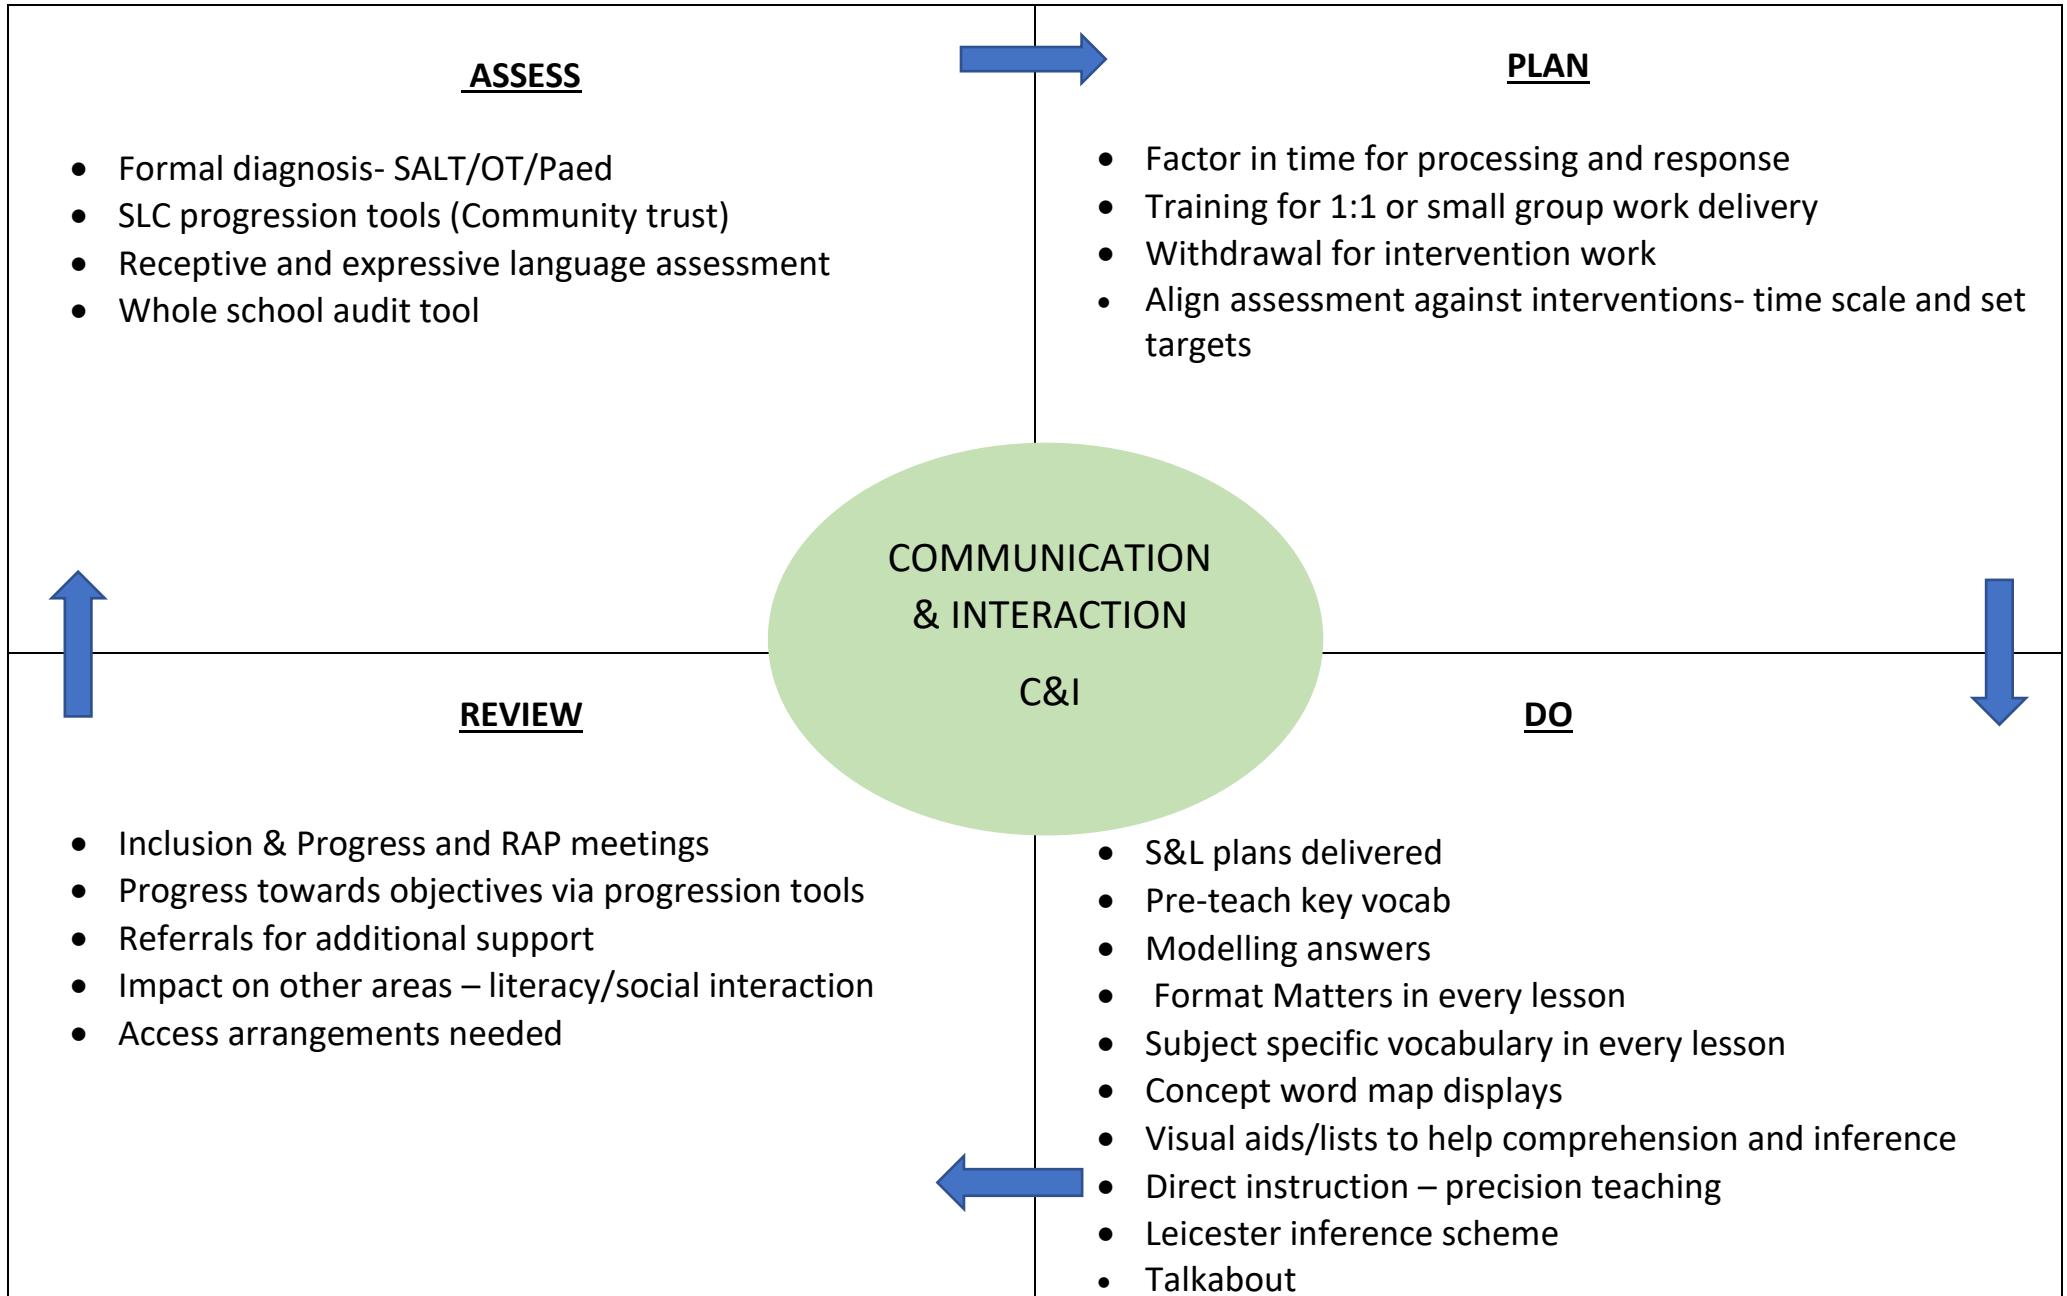 ASSESS
• Formal diagnosis- SALT/OT/Paed
• SLC progression tools (Community trust)
• Receptive and expressive language assessment
• Whole school audit tool
PLAN
• Factor in time for processing and response
• Training for 1:1 or small group work delivery
• Withdrawal for intervention work
• Align assessment against interventions- time scale and set
targets
COMMUNICATION
& INTERACTION
C&I
REVIEW
• Inclusion & Progress and RAP meetings
• Progress towards objectives via progression tools
• Referrals for additional support
• Impact on other areas – literacy/social interaction
• Access arrangements needed
DO
• S&L plans delivered
• Pre-teach key vocab
• Modelling answers
• Format Matters in every lesson
• Subject specific vocabulary in every lesson
• Concept word map displays
• Visual aids/lists to help comprehension and inference
• Direct instruction – precision teaching
• Leicester inference scheme
• Talkabout